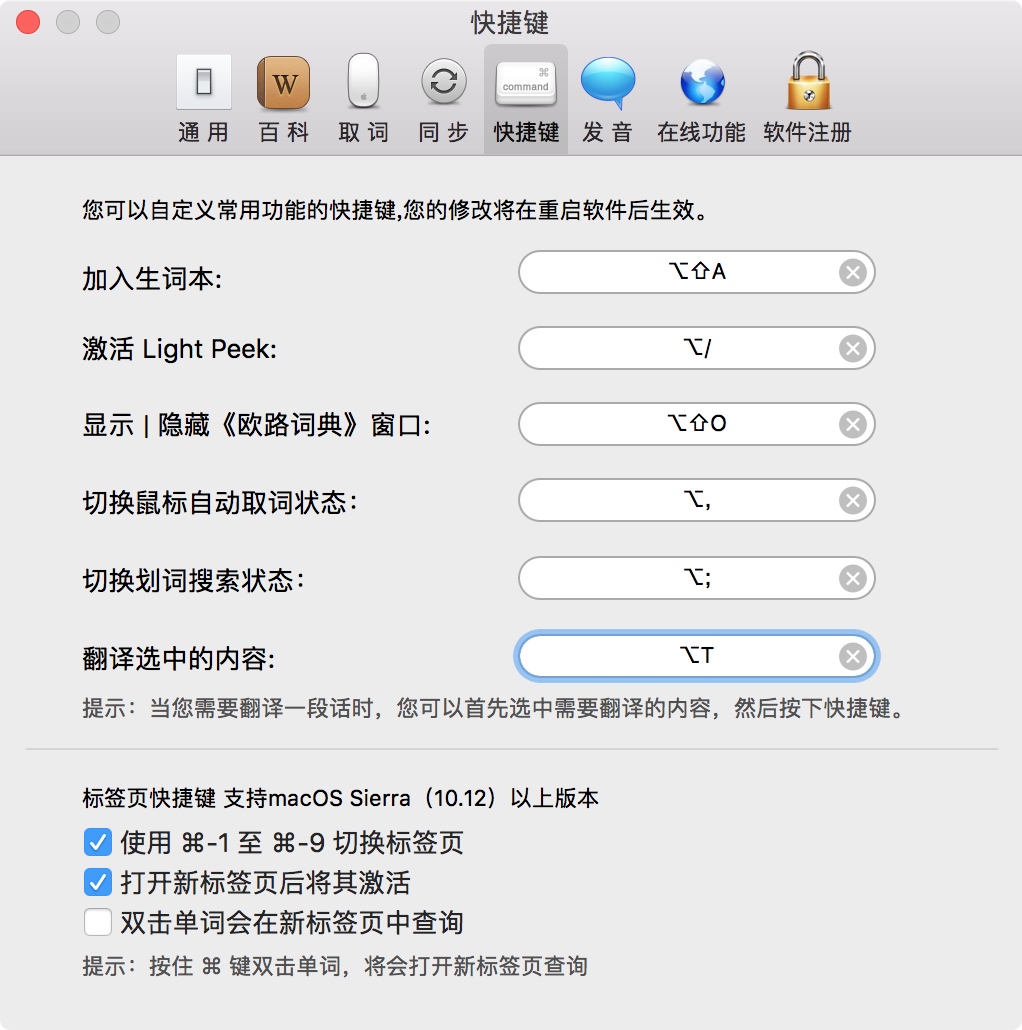 快捷键
W
⌘
command
通用 百科 取词 同步 快捷键 发音 在线功能 软件注册
您可以自定义常用功能的快捷键,您的修改将在重启软件后生效。
加入生词本: ⌥⇧A
激活 Light Peek: ⌥/
显示 | 隐藏《欧路词典》窗口: ⌥⇧O
切换鼠标自动取词状态： ⌥,
切换划词搜索状态： ⌥;
翻译选中的内容: ⌥T
提示：当您需要翻译一段话时，您可以首先选中需要翻译的内容，然后按下快捷键。
标签页快捷键 支持macOS Sierra（10.12）以上版本
使用 ⌘-1 至 ⌘-9 切换标签页
打开新标签页后将其激活
双击单词会在新标签页中查询
提示：按住 ⌘ 键双击单词，将会打开新标签页查询